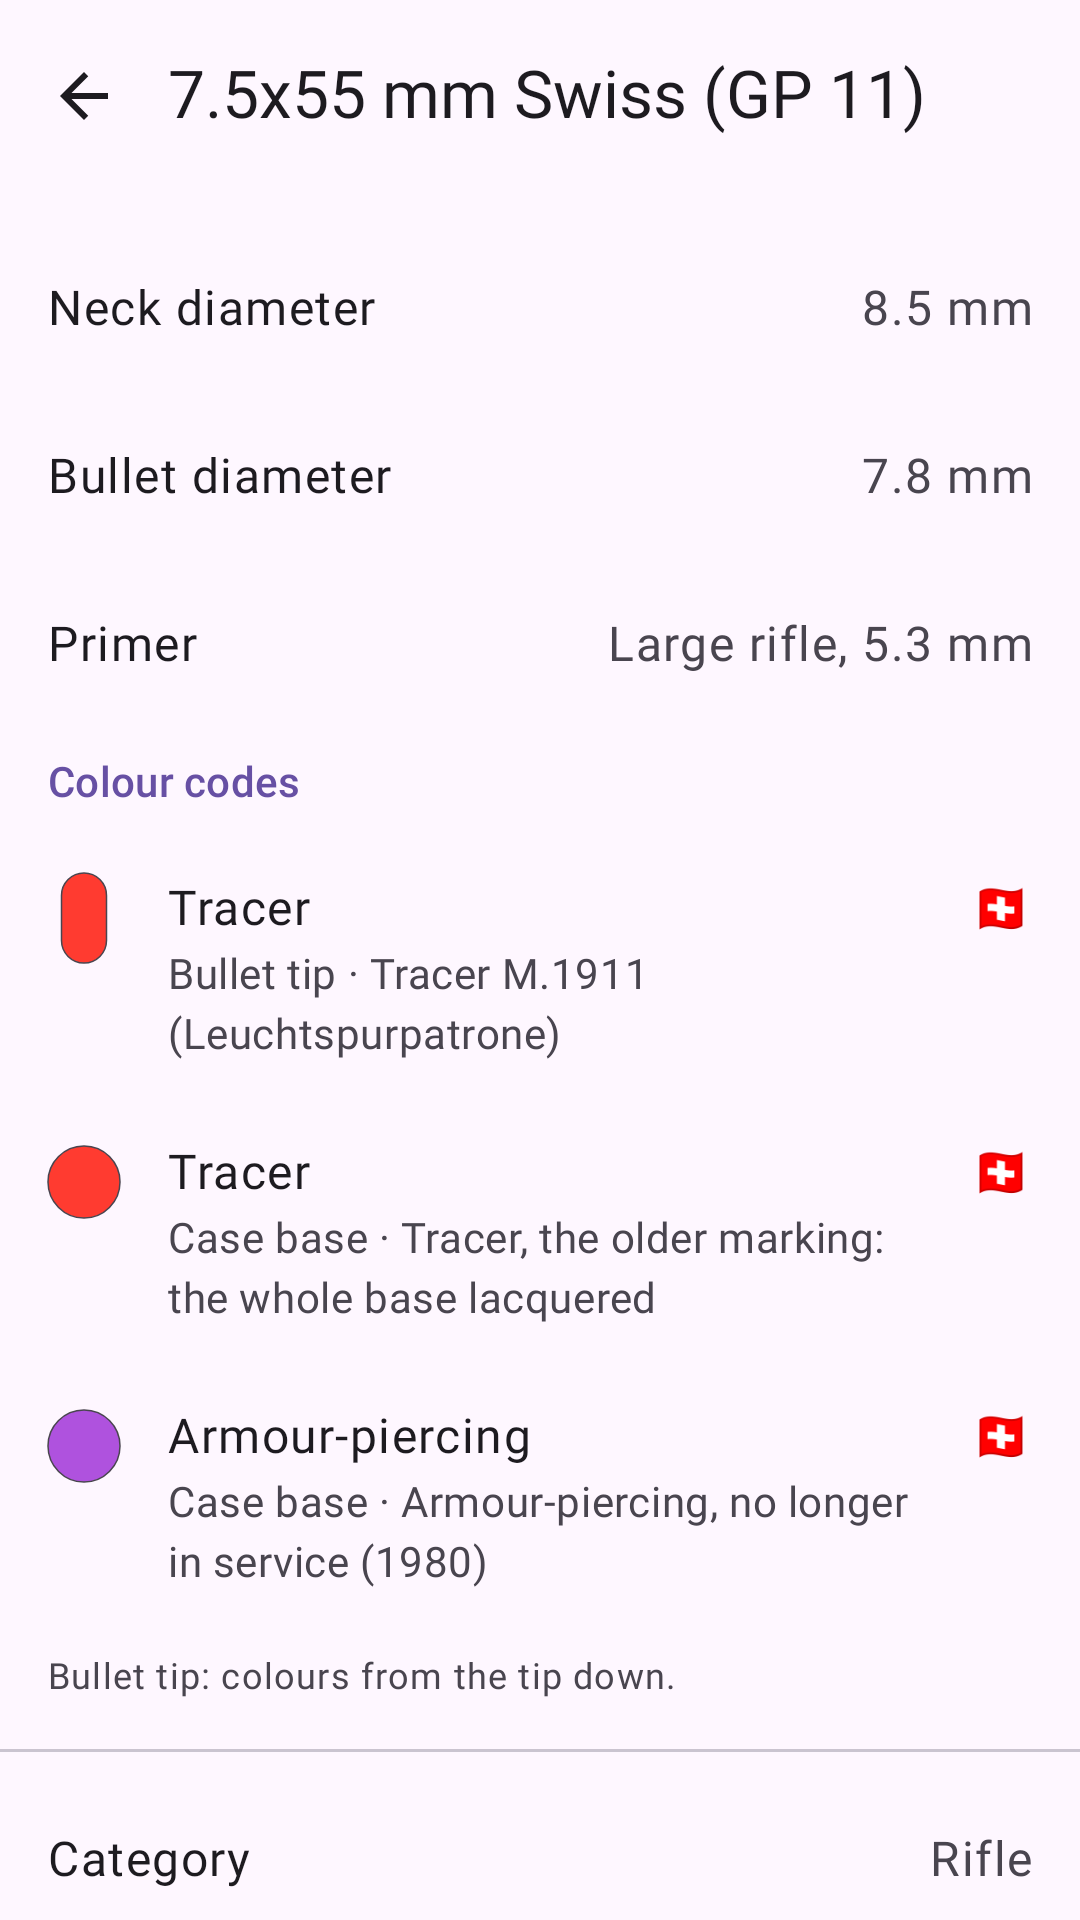 7.5x55 mm Swiss (GP 11)
Neck diameter 8.5 mm
Bullet diameter 7.8 mm
Primer Large rifle, 5.3 mm
Colour codes
Tracer
Bullet tip · Tracer M.1911
(Leuchtspurpatrone)
Tracer
Case base · Tracer, the older marking:
the whole base lacquered
Armour-piercing
Case base · Armour-piercing, no longer
in service (1980)
Bullet tip: colours from the tip down.
Category Rifle